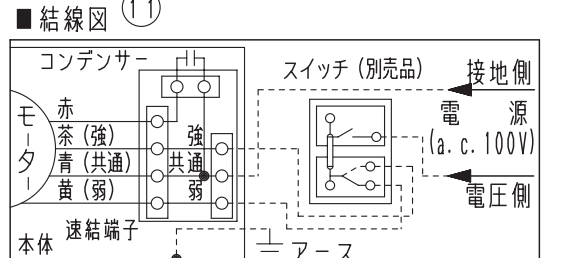 ■結線図 (11)
コンデンサー
スイッチ（別売品）
接地側
電源
(a.c.100V)
電圧側
モーター
赤
茶（強）
青（共通）
黄（弱）
強
共通
弱
速結端子
本体
アース